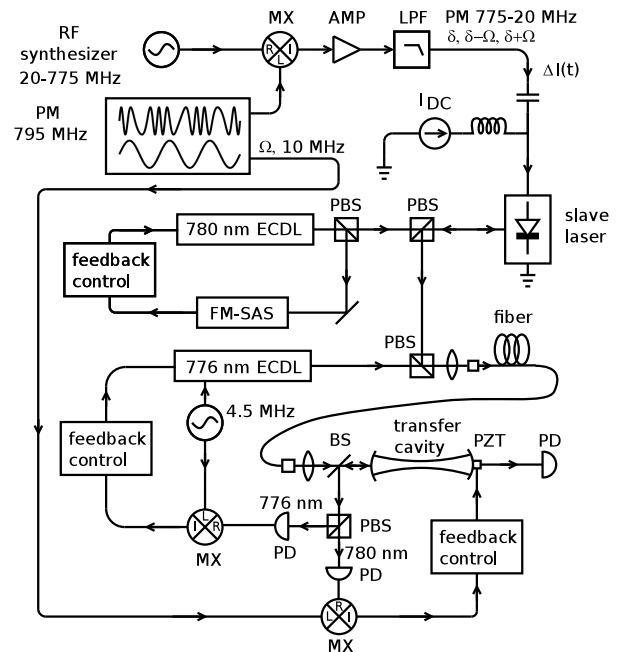 RF
synthesizer
20-775 MHz
MX
L I
AMP
LPF
PM 775-20 MHz
δ, δ−Ω, δ+Ω
ΔI(t)
I DC
PM
795 MHz
Ω, 10 MHz
PBS
PBS
780 nm ECDL
slave
laser
feedback
control
FM-SAS
PBS
fiber
776 nm ECDL
4.5 MHz
feedback
control
BS
transfer
cavity
PZT
PD
776 nm
I L R
MX
PD
PBS
780 nm
PD
feedback
control
L R I
MX